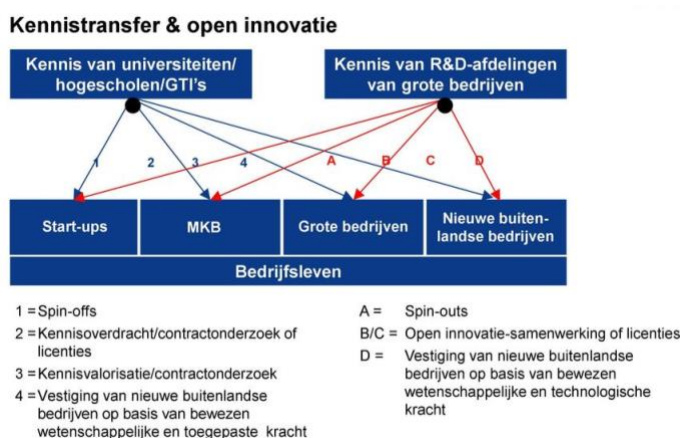 Kennistransfer & open innovatie
Kennis van universiteiten/
hogescholen/GTI's
Kennis van R&D-afdelingen
van grote bedrijven
1
2
3
4
A
B
C
D
Start-ups
MKB
Grote bedrijven
Nieuwe buiten-
landse bedrijven
Bedrijfsleven
1 = Spin-offs
2 = Kennisoverdracht/contractonderzoek of
licenties
3 = Kennisvalorisatie/contractonderzoek
4 = Vestiging van nieuwe buitenlandse
bedrijven op basis van bewezen
wetenschappelijke en toegepaste kracht
A = Spin-outs
B/C = Open innovatie-samenwerking of licenties
D = Vestiging van nieuwe buitenlandse
bedrijven op basis van bewezen
wetenschappelijke en technologische
kracht